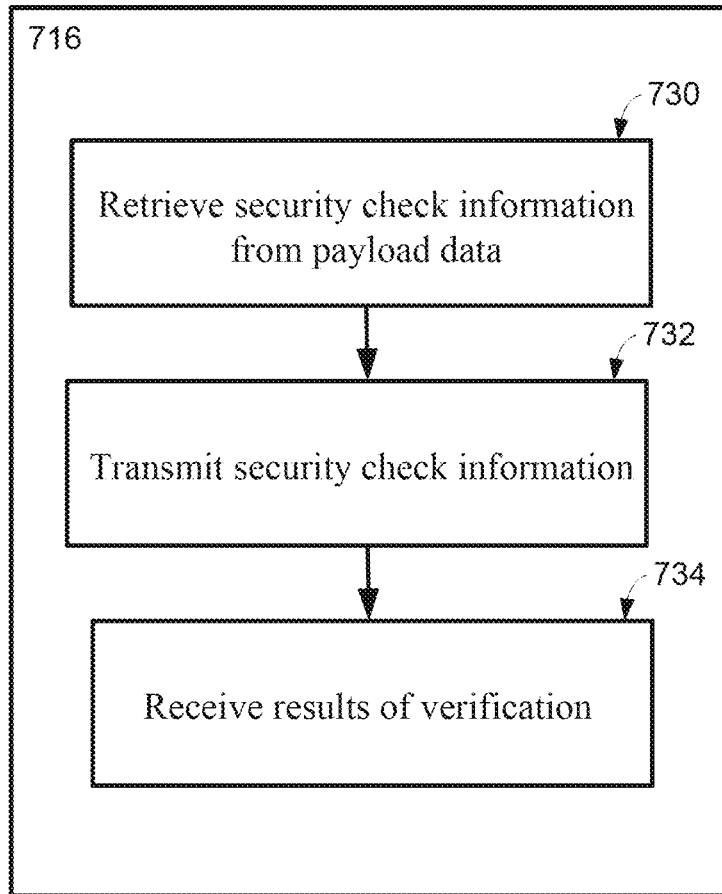 716
730
Retrieve security check information
from payload data
732
Transmit security check information
734
Receive results of verification